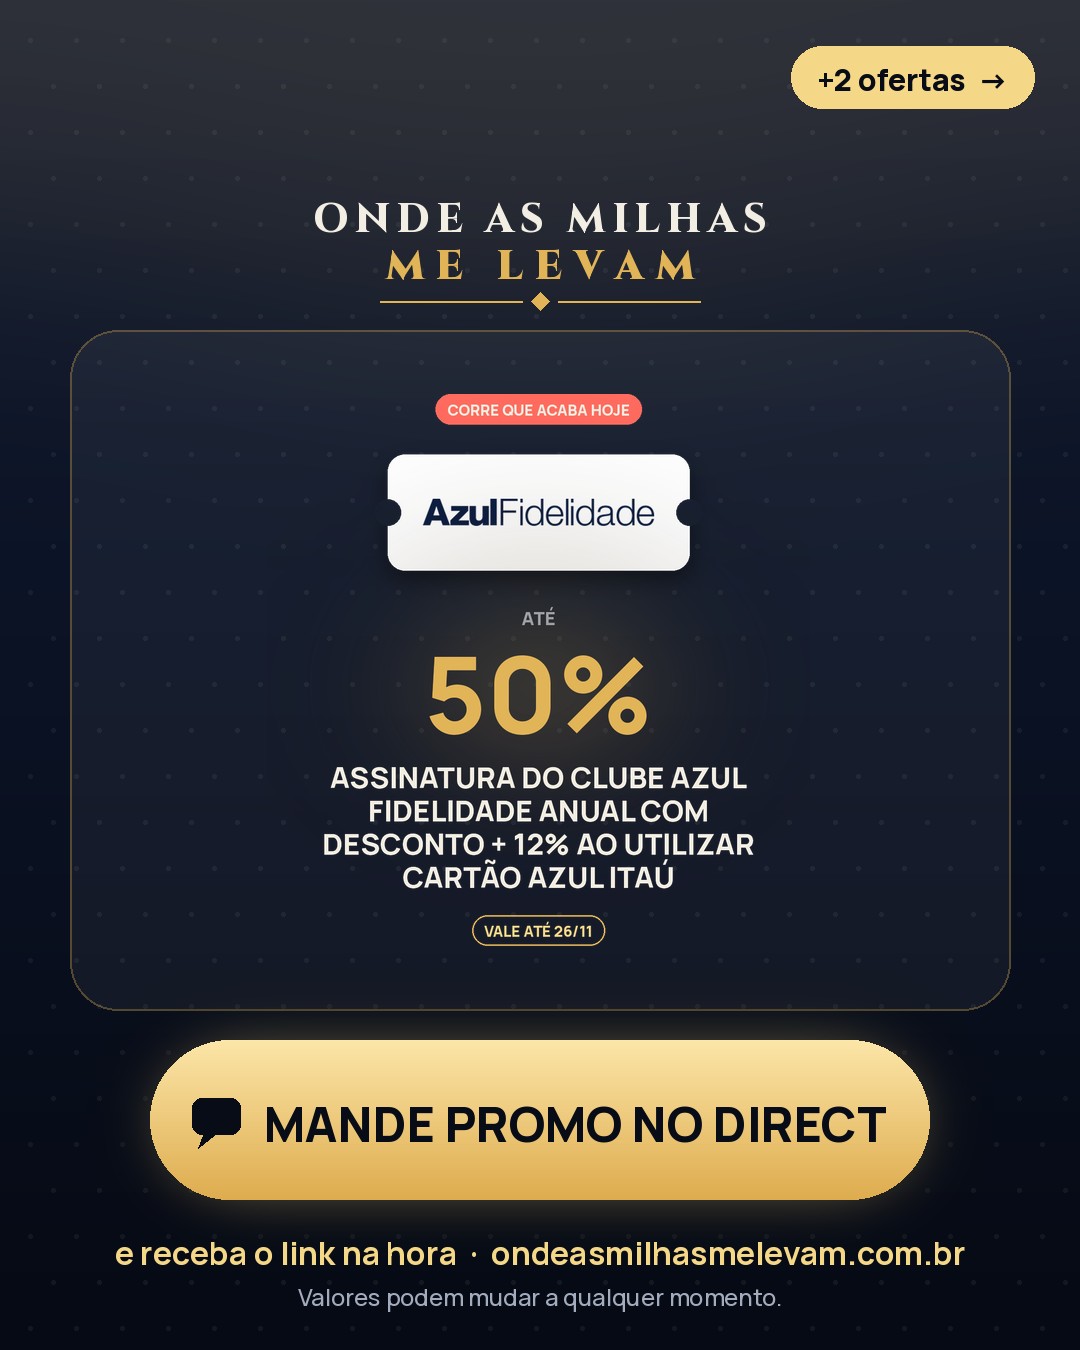 +2 ofertas →
ONDE AS MILHAS
ME LEVAM
CORRE QUE ACABA HOJE
AzulFidelidade
ATÉ
50%
ASSINATURA DO CLUBE AZUL
FIDELIDADE ANUAL COM
DESCONTO + 12% AO UTILIZAR
CARTÃO AZUL ITAÚ
VALE ATÉ 26/11
MANDE PROMO NO DIRECT
e receba o link na hora · ondeasmilhasmelevam.com.br
Valores podem mudar a qualquer momento.